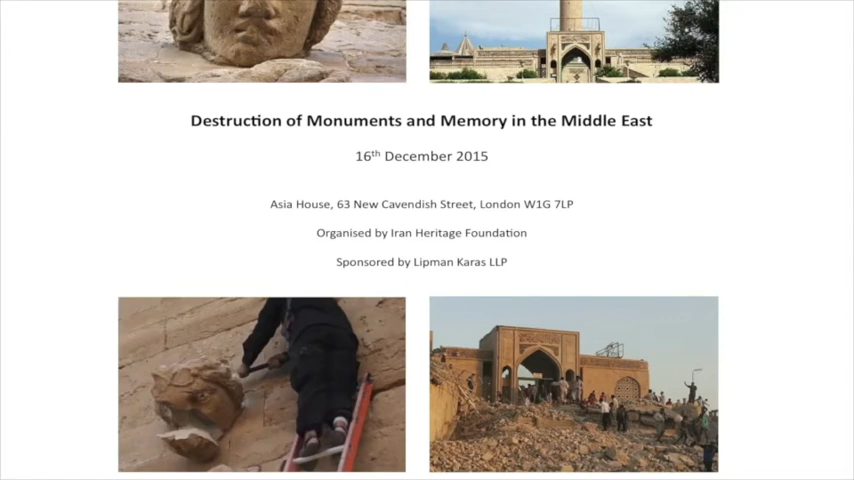 Destruction of Monuments and Memory in the Middle East
16th December 2015
Asia House, 63 New Cavendish Street, London W1G 7LP
Organised by Iran Heritage Foundation
Sponsored by Lipman Karas LLP